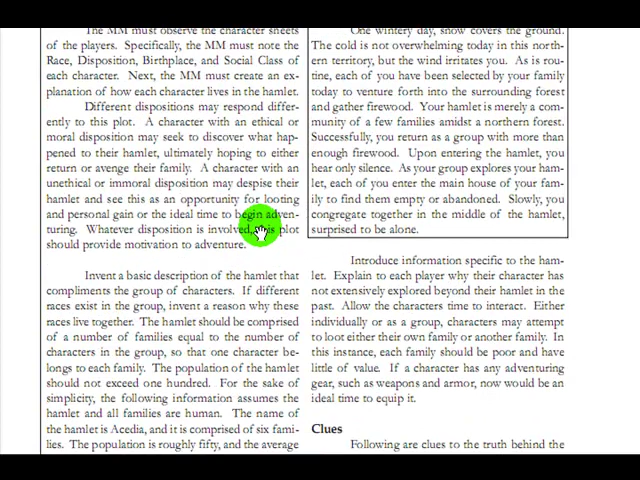 The MM must observe the character sheets
of the players. Specifically, the MM must note the
Race, Disposition, Birthplace, and Social Class of
each character. Next, the MM must create an ex-
planation of how each character lives in the hamlet.
Different dispositions may respond differ-
ently to this plot. A character with an ethical or
moral disposition may seek to discover what hap-
pened to their hamlet, ultimately hoping to either
return or avenge their family. A character with an
unethical or immoral disposition may despise their
hamlet and see this as an opportunity for looting
and personal gain or the ideal time to begin adven-
turing. Whatever disposition is involved, this plot
should provide motivation to adventure.
Invent a basic description of the hamlet that
compliments the group of characters. If different
races exist in the group, invent a reason why these
races live together. The hamlet should be comprised
of a number of families equal to the number of
characters in the group, so that one character be-
longs to each family. The population of the hamlet
should not exceed one hundred. For the sake of
simplicity, the following information assumes the
hamlet and all families are human. The name of
the hamlet is Acedia, and it is comprised of six fami-
lies. The population is roughly fifty, and the average
One wintery day, snow covers the ground.
The cold is not overwhelming today in this north-
ern territory, but the wind irritates you. As is rou-
tine, each of you have been selected by your family
today to venture forth into the surrounding forest
and gather firewood. Your hamlet is merely a com-
munity of a few families amidst a northern forest.
Successfully, you return as a group with more than
enough firewood. Upon entering the hamlet, you
hear only silence. As your group explores your ham-
let, each of you enter the main house of your fam-
ily to find them empty or abandoned. Slowly, you
congregate together in the middle of the hamlet,
surprised to be alone.
Introduce information specific to the ham-
let. Explain to each player why their character has
not extensively explored beyond their hamlet in the
past. Allow the characters time to interact. Either
individually or as a group, characters may attempt
to loot either their own family or another family. In
this instance, each family should be poor and have
little of value. If a character has any adventuring
gear, such as weapons and armor, now would be an
ideal time to equip it.
Clues
Following are clues to the truth behind the